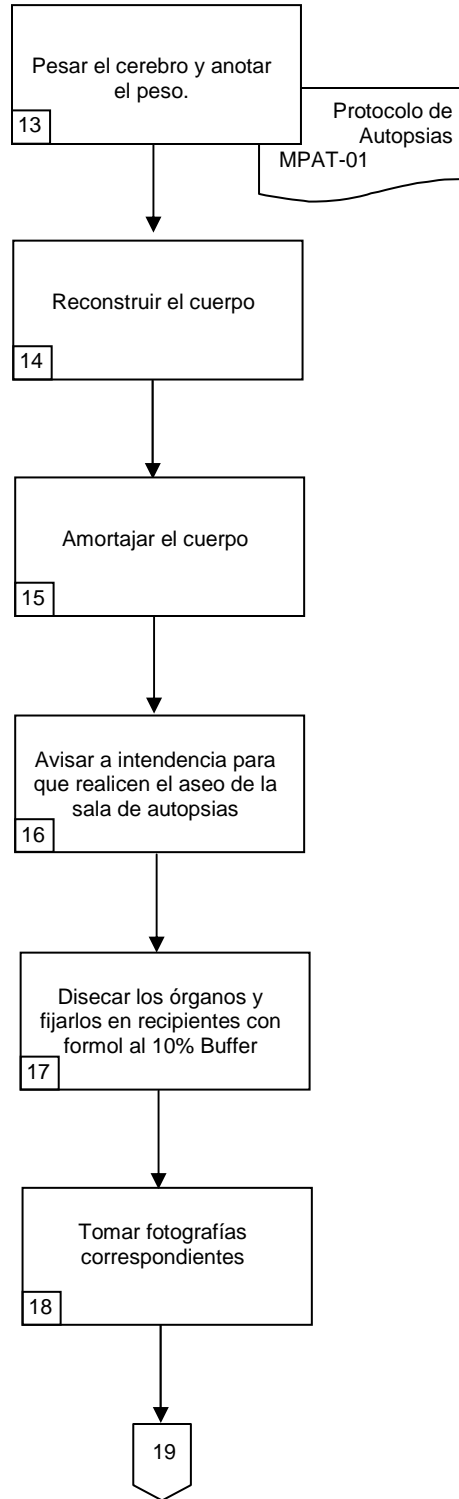 Pesar el cerebro y anotar
el peso.
13
Protocolo de
Autopsias
MPAT-01
Reconstruir el cuerpo
14
Amortajar el cuerpo
15
Avisar a intendencia para
que realicen el aseo de la
sala de autopsias
16
Disecar los órganos y
fijarlos en recipientes con
formol al 10% Buffer
17
Tomar fotografías
correspondientes
18
19